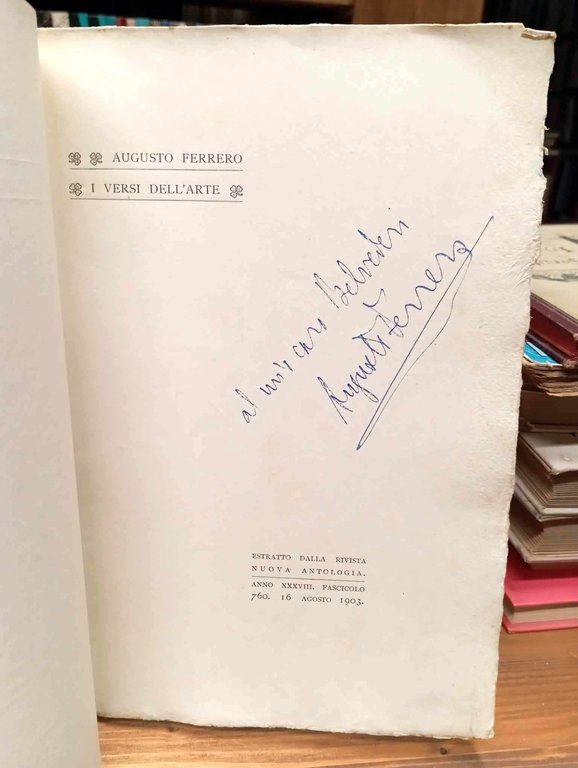 AUGUSTO FERRERO
I VERSI DELL'ARTE
al mio caro Belvederi
Augusto Ferrero
ESTRATTO DALLA RIVISTA
NUOVA ANTOLOGIA.
ANNO XXXVIII. FASCICOLO
760. 16 AGOSTO 1903.